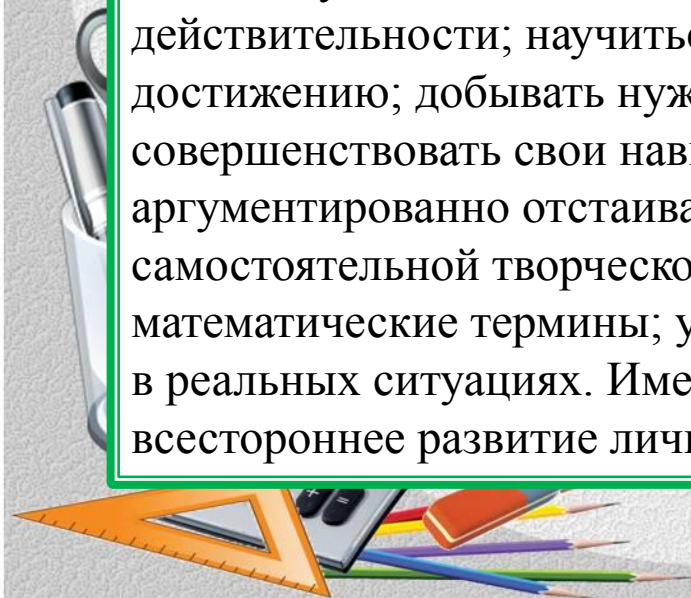 действительности; научитьс
достижению; добывать нуж
совершенствовать свои нав
аргументированно отстаива
самостоятельной творческо
математические термины; у
в реальных ситуациях. Име
всестороннее развитие личн